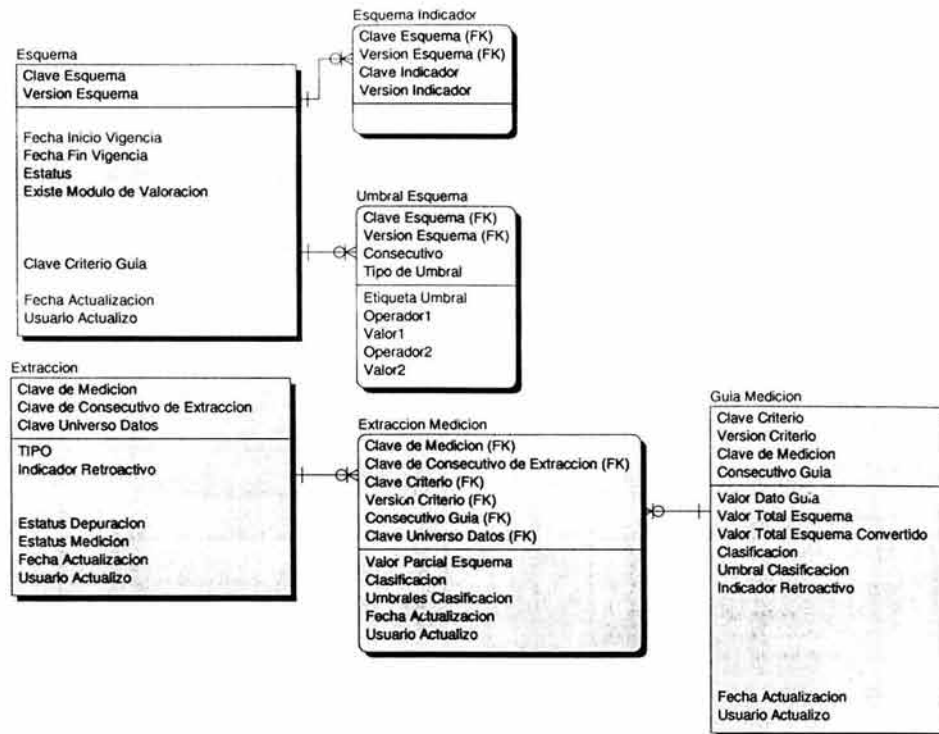 Esquema Indicador
Clave Esquema (FK)
Version Esquema (FK)
Clave Indicador
Version Indicador
Esquema
Clave Esquema
Version Esquema
Fecha Inicio Vigencia
Fecha Fin Vigencia
Estatus
Existe Modulo de Valoracion
Clave Criterio Guia
Fecha Actualizacion
Usuario Actualizo
Umbral Esquema
Clave Esquema (FK)
Version Esquema (FK)
Consecutivo
Tipo de Umbral
Etiqueta Umbral
Operador1
Valor1
Operador2
Valor2
Extraccion
Clave de Medicion
Clave de Consecutivo de Extraccion
Clave Universo Datos
TIPO
Indicador Retroactivo
Estatus Depuracion
Estatus Medicion
Fecha Actualizacion
Usuario Actualizo
Extraccion Medicion
Clave de Medicion (FK)
Clave de Consecutivo de Extraccion (FK)
Clave Criterio (FK)
Version Criterio (FK)
Consecutivo Guia (FK)
Clave Universo Datos (FK)
Valor Parcial Esquema
Clasificacion
Umbrales Clasificacion
Fecha Actualizacion
Usuario Actualizo
Guia Medicion
Clave Criterio
Version Criterio
Clave de Medicion
Consecutivo Guia
Valor Dato Guia
Valor Total Esquema
Valor Total Esquema Convertido
Clasificacion
Umbral Clasificacion
Indicador Retroactivo
Fecha Actualizacion
Usuario Actualizo